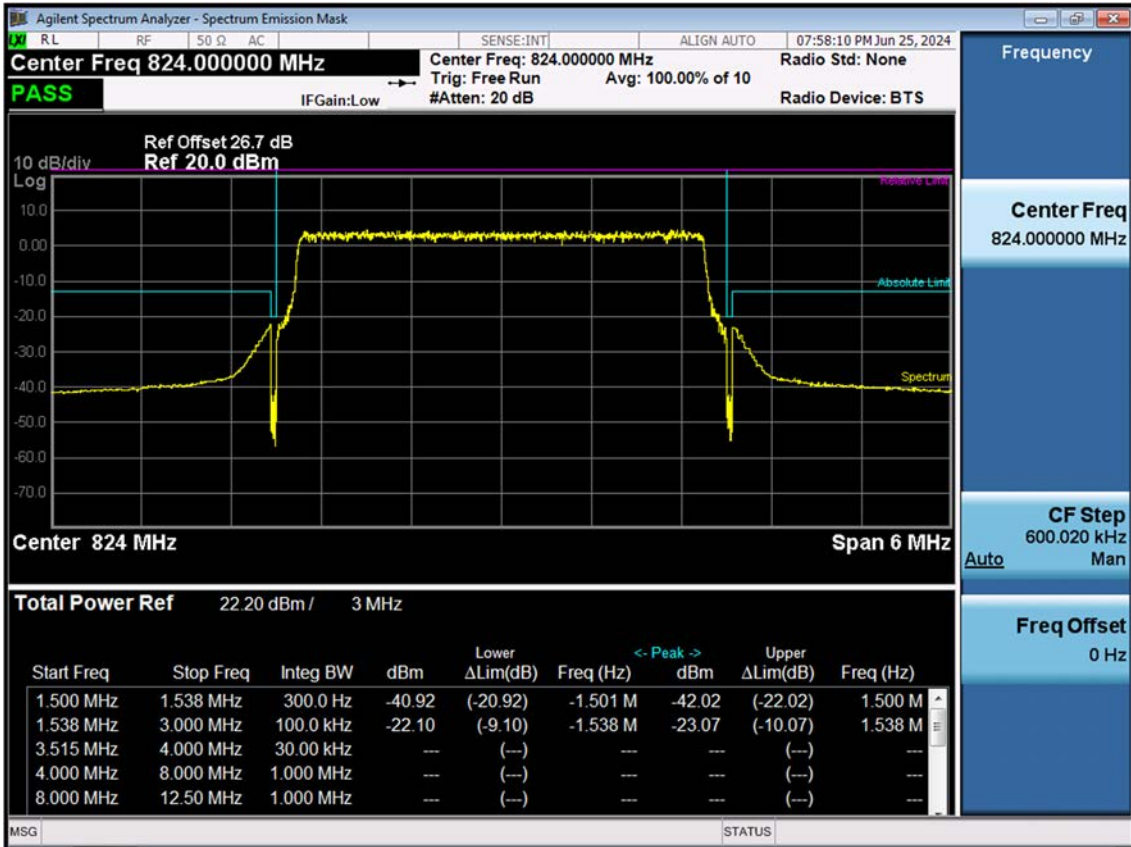 Agilent Spectrum Analyzer - Spectrum Emission Mask
LXI RL RF 50 Ω AC SENSE:INT ALIGN AUTO 07:58:10 PM Jun 25, 2024
Center Freq 824.000000 MHz
Center Freq: 824.000000 MHz
Radio Std: None
Trig: Free Run Avg: 100.00% of 10
PASS
IFGain:Low
#Atten: 20 dB
Radio Device: BTS
Frequency
Ref Offset 26.7 dB
10 dB/div Ref 20.0 dBm
Log
Relative Limit
10.0
0.00
-10.0
Absolute Limit
-20.0
-30.0
-40.0
Spectrum
-50.0
-60.0
-70.0
Center 824 MHz
Span 6 MHz
Center Freq
824.000000 MHz
CF Step
600.020 kHz
Auto Man
Freq Offset
0 Hz
Total Power Ref 22.20 dBm / 3 MHz
Lower <- Peak -> Upper
Start Freq Stop Freq Integ BW dBm ΔLim(dB) Freq (Hz) dBm ΔLim(dB) Freq (Hz)
1.500 MHz 1.538 MHz 300.0 Hz -40.92 (-20.92) -1.501 M -42.02 (-22.02) 1.500 M
1.538 MHz 3.000 MHz 100.0 kHz -22.10 (-9.10) -1.538 M -23.07 (-10.07) 1.538 M
3.515 MHz 4.000 MHz 30.00 kHz --- (---) --- --- (---) ---
4.000 MHz 8.000 MHz 1.000 MHz --- (---) --- --- (---) ---
8.000 MHz 12.50 MHz 1.000 MHz --- (---) --- --- (---) ---
MSG
STATUS